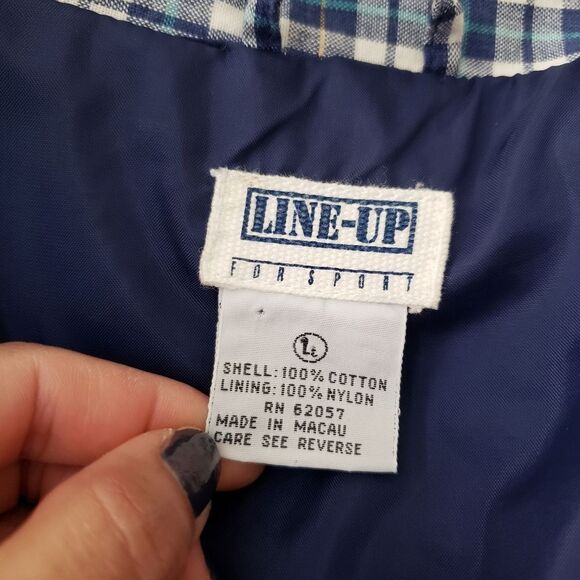 LINE-UP
FOR SPORT
L
SHELL: 100% COTTON
LINING: 100% NYLON
RN 62057
MADE IN MACAU
CARE SEE REVERSE